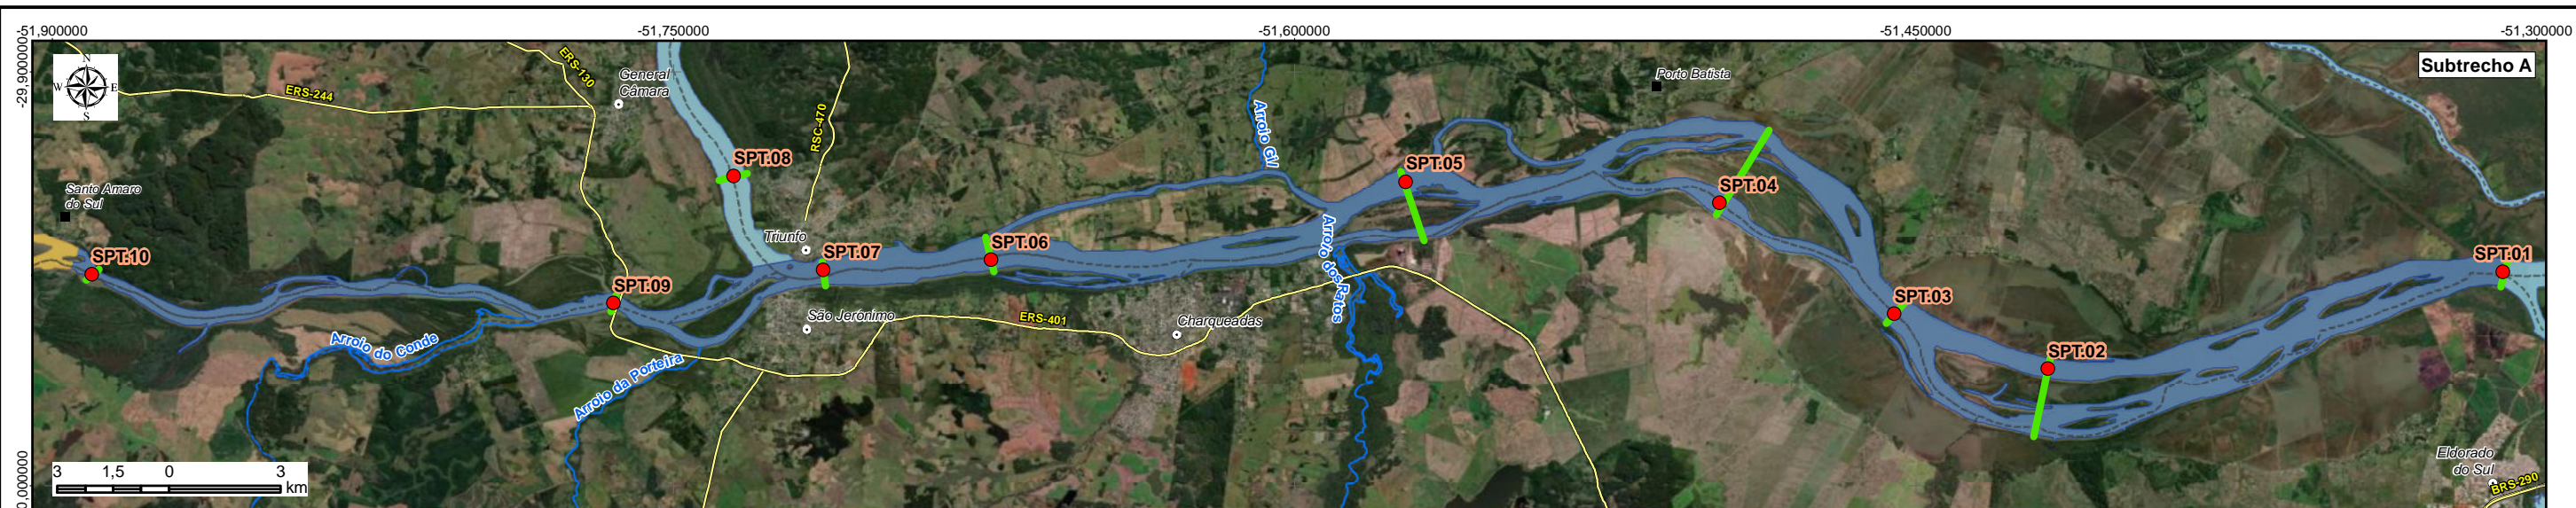 -51,900000
-51,750000
-51,600000
-51,450000
-51,300000
-29,900000
N
W E
S
ERS-244
ERS-130
General
Câmara
RSC-470
Arroio Gil
Porto Batista
Subtrecho A
SPT.08
SPT.05
SPT.04
Santo Amaro
do Sul
Triunfo
SPT.10
SPT.07
SPT.06
Arroio dos Ratos
SPT.01
SPT.09
SPT.03
São Jerônimo
ERS-401
Charqueadas
Arroio do Conde
Arroio da Porteira
SPT.02
Eldorado
do Sul
BRS-290
3 1,5 0 3
km
0,000000